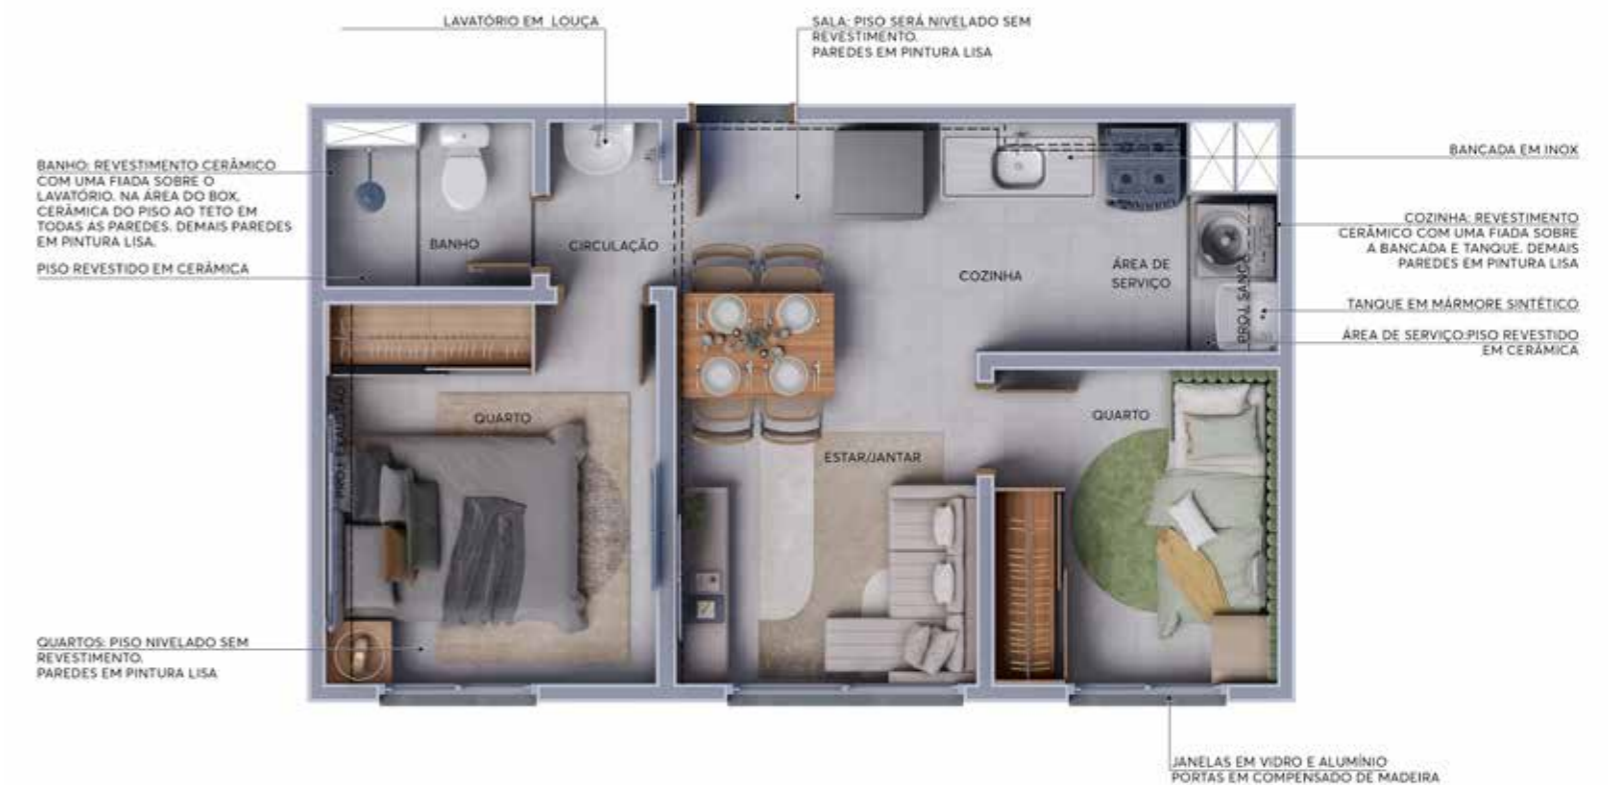 LAVATÓRIO EM LOUÇA
SALA: PISO SERÁ NIVELADO SEM
REVESTIMENTO.
PAREDES EM PINTURA LISA
BANHO: REVESTIMENTO CERÂMICO
COM UMA FIADA SOBRE O
LAVATÓRIO. NA ÁREA DO BOX,
CERÂMICA DO PISO AO TETO EM
TODAS AS PAREDES. DEMAIS PAREDES
EM PINTURA LISA.
PISO REVESTIDO EM CERÂMICA
BANCADA EM INOX
COZINHA: REVESTIMENTO
CERÂMICO COM UMA FIADA SOBRE
A BANCADA E TANQUE. DEMAIS
PAREDES EM PINTURA LISA
TANQUE EM MÁRMORE SINTÉTICO
ÁREA DE SERVIÇO:PISO REVESTIDO
EM CERÂMICA
BANHO
CIRCULAÇÃO
COZINHA
ÁREA DE
SERVIÇO
PROJ SANCA
QUARTO
PROJ EXAUSTÃO
ESTAR/JANTAR
QUARTO
QUARTOS: PISO NIVELADO SEM
REVESTIMENTO.
PAREDES EM PINTURA LISA
JANELAS EM VIDRO E ALUMÍNIO
PORTAS EM COMPENSADO DE MADEIRA